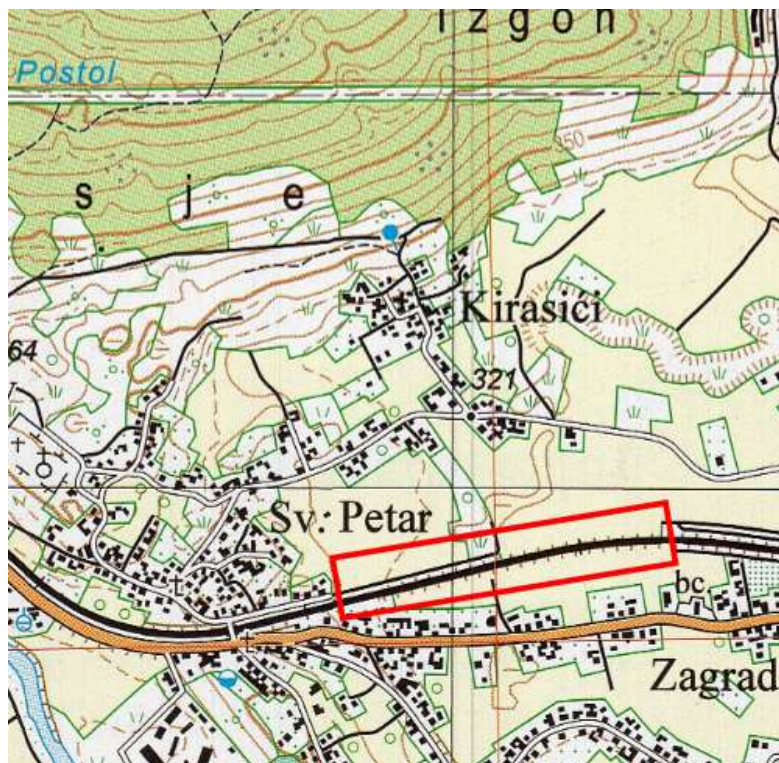 Izgon
Postol
350
s j e
Kirasići
64
321
Sv. Petar
bc
Zagrad